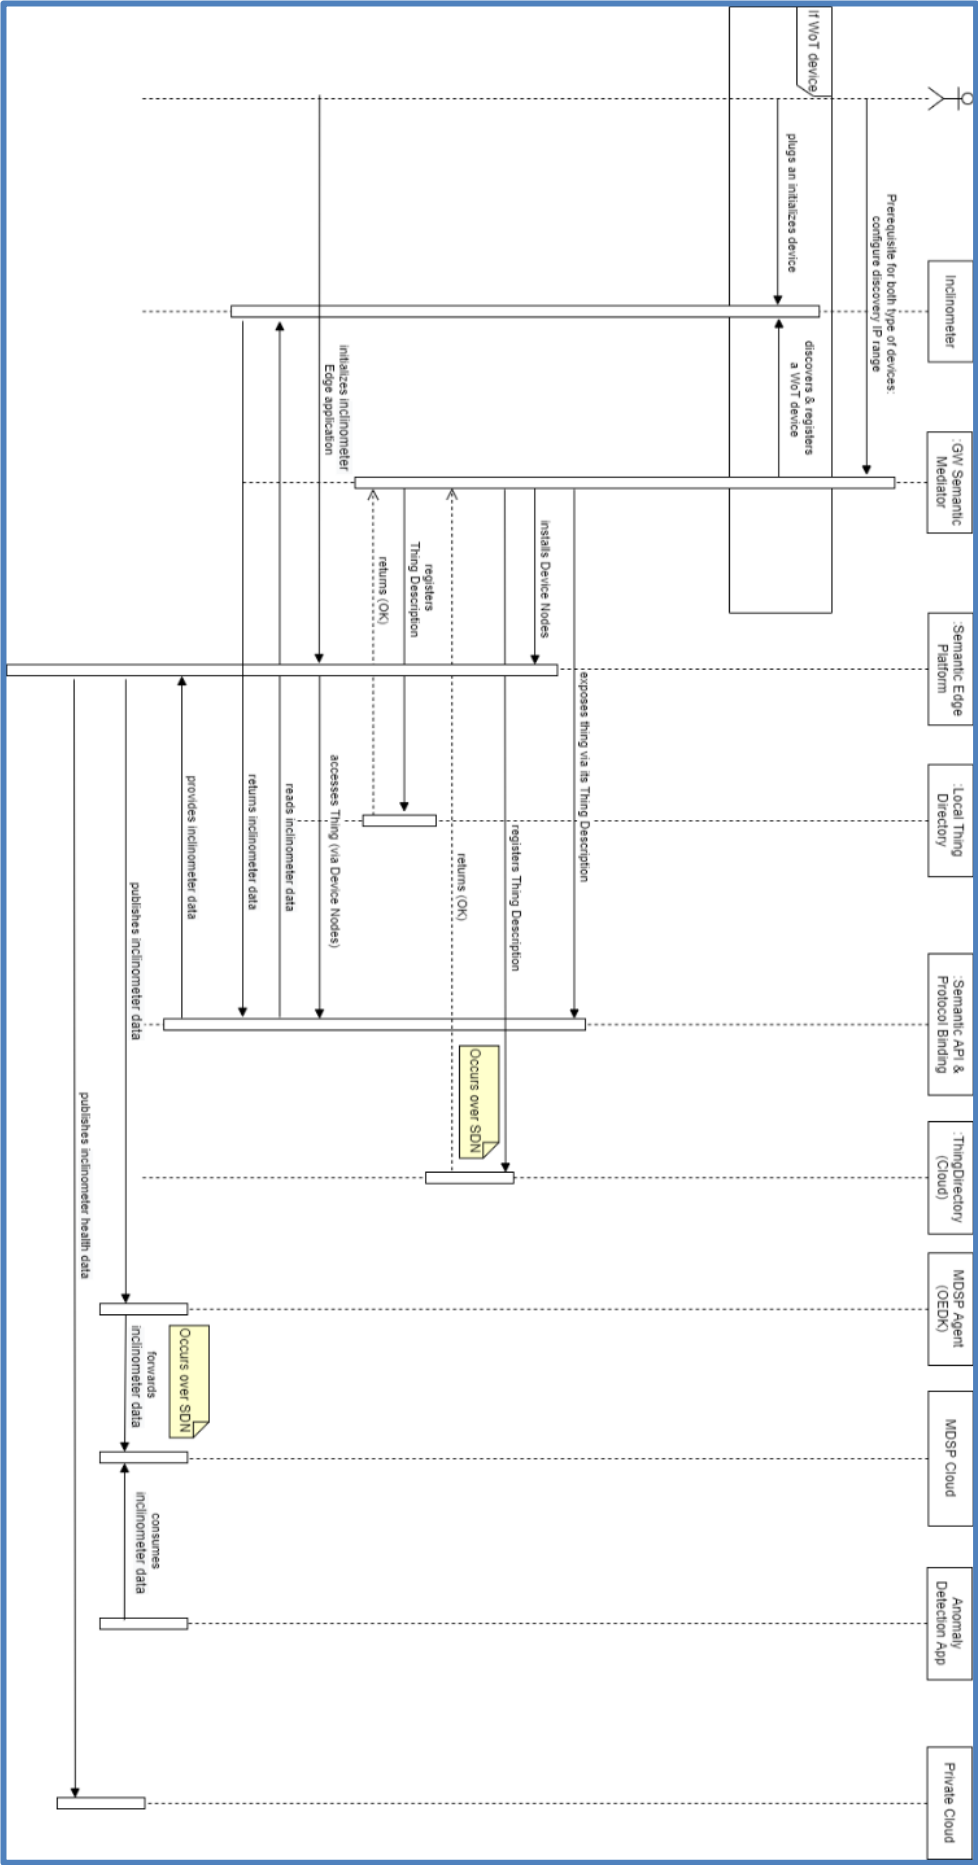 If WoT device
Inclinometer
:GW Semantic
Mediator
:Semantic Edge
Platform
:Local Thing
Directory
:Semantic API &
Protocol Binding
:ThingDirectory
(Cloud)
MDSP Agent
(OEDK)
MDSP Cloud
Anomaly
Detection App
Private Cloud
Prerequisite for both type of devices:
configure discovery IP range
plugs an initializes device
discovers & registers
a WoT device
exposes thing via its Thing Description
installs Device Nodes
registers Thing Description
Occurs over SDN
returns (OK)
registers
Thing Description
returns (OK)
initializes inclinometer
Edge application
accesses Thing (via Device Nodes)
reads inclinometer data
returns inclinometer data
provides inclinometer data
Occurs over SDN
publishes inclinometer data
forwards
inclinometer data
consumes
inclinometer data
publishes inclinometer health data